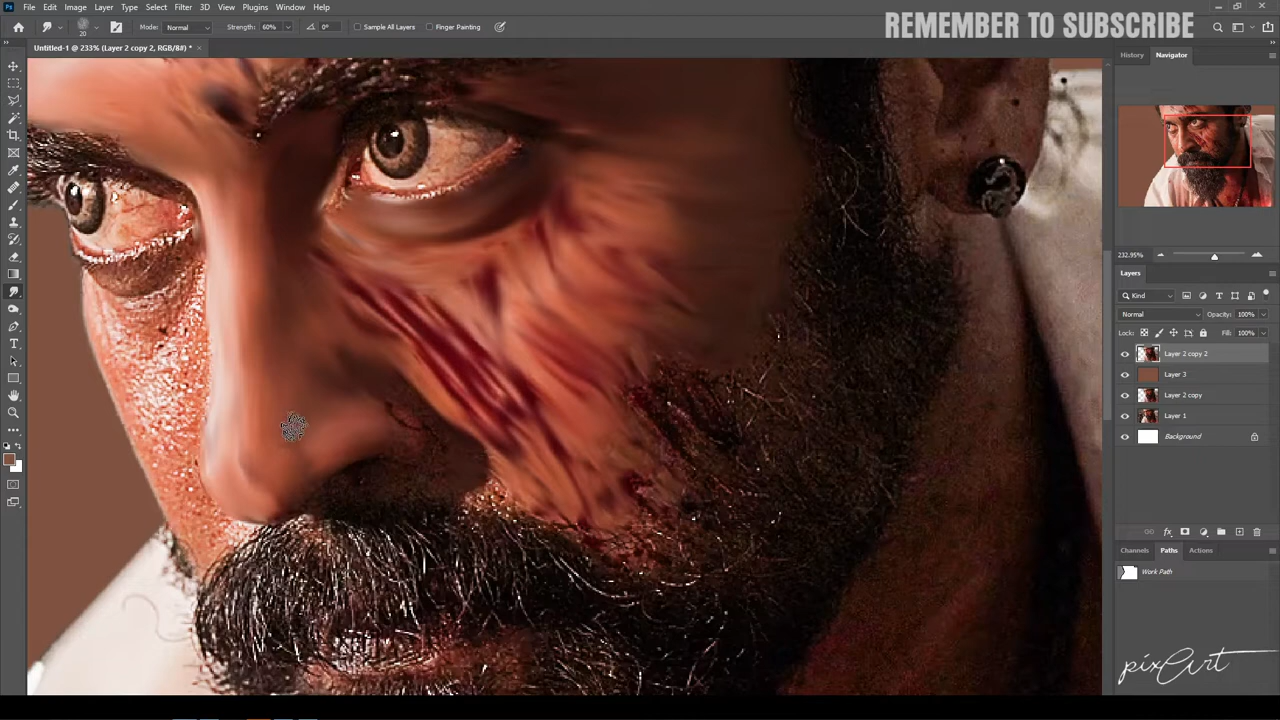 File Edit Image Layer Type Select Filter 3D View Plugins Window Help
REMEMBER TO SUBSCRIBE
20 Mode: Normal Strength: 60% 0° Sample All Layers Finger Painting
Untitled-1 @ 233% (Layer 2 copy 2, RGB/8#) * ×
History Navigator
232.95%
Layers
Kind
Normal Opacity: 100%
Lock: Fill: 100%
Layer 2 copy 2
Layer 3
Layer 2 copy
Layer 1
Background
Channels Paths Actions
Work Path
pixArt